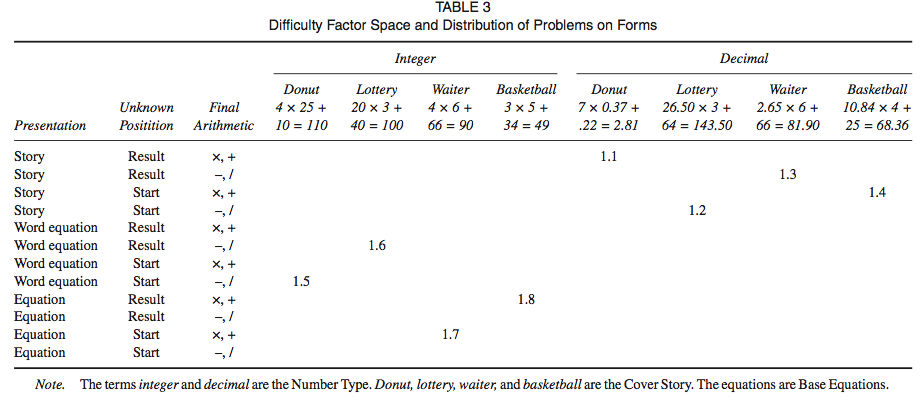 TABLE 3
Difficulty Factor Space and Distribution of Problems on Forms
Integer Decimal
Donut Lottery Waiter Basketball Donut Lottery Waiter Basketball
Unknown Final 4 × 25 + 20 × 3 + 4 × 6 + 3 × 5 + 7 × 0.37 + 26.50 × 3 + 2.65 × 6 + 10.84 × 4 +
Presentation Positition Arithmetic 10 = 110 40 = 100 66 = 90 34 = 49 .22 = 2.81 64 = 143.50 66 = 81.90 25 = 68.36
Story Result ×, + 1.1
Story Result –, / 1.3
Story Start ×, + 1.4
Story Start –, / 1.2
Word equation Result ×, +
Word equation Result –, / 1.6
Word equation Start ×, +
Word equation Start –, / 1.5
Equation Result ×, + 1.8
Equation Result –, /
Equation Start ×, + 1.7
Equation Start –, /
Note. The terms integer and decimal are the Number Type. Donut, lottery, waiter, and basketball are the Cover Story. The equations are Base Equations.